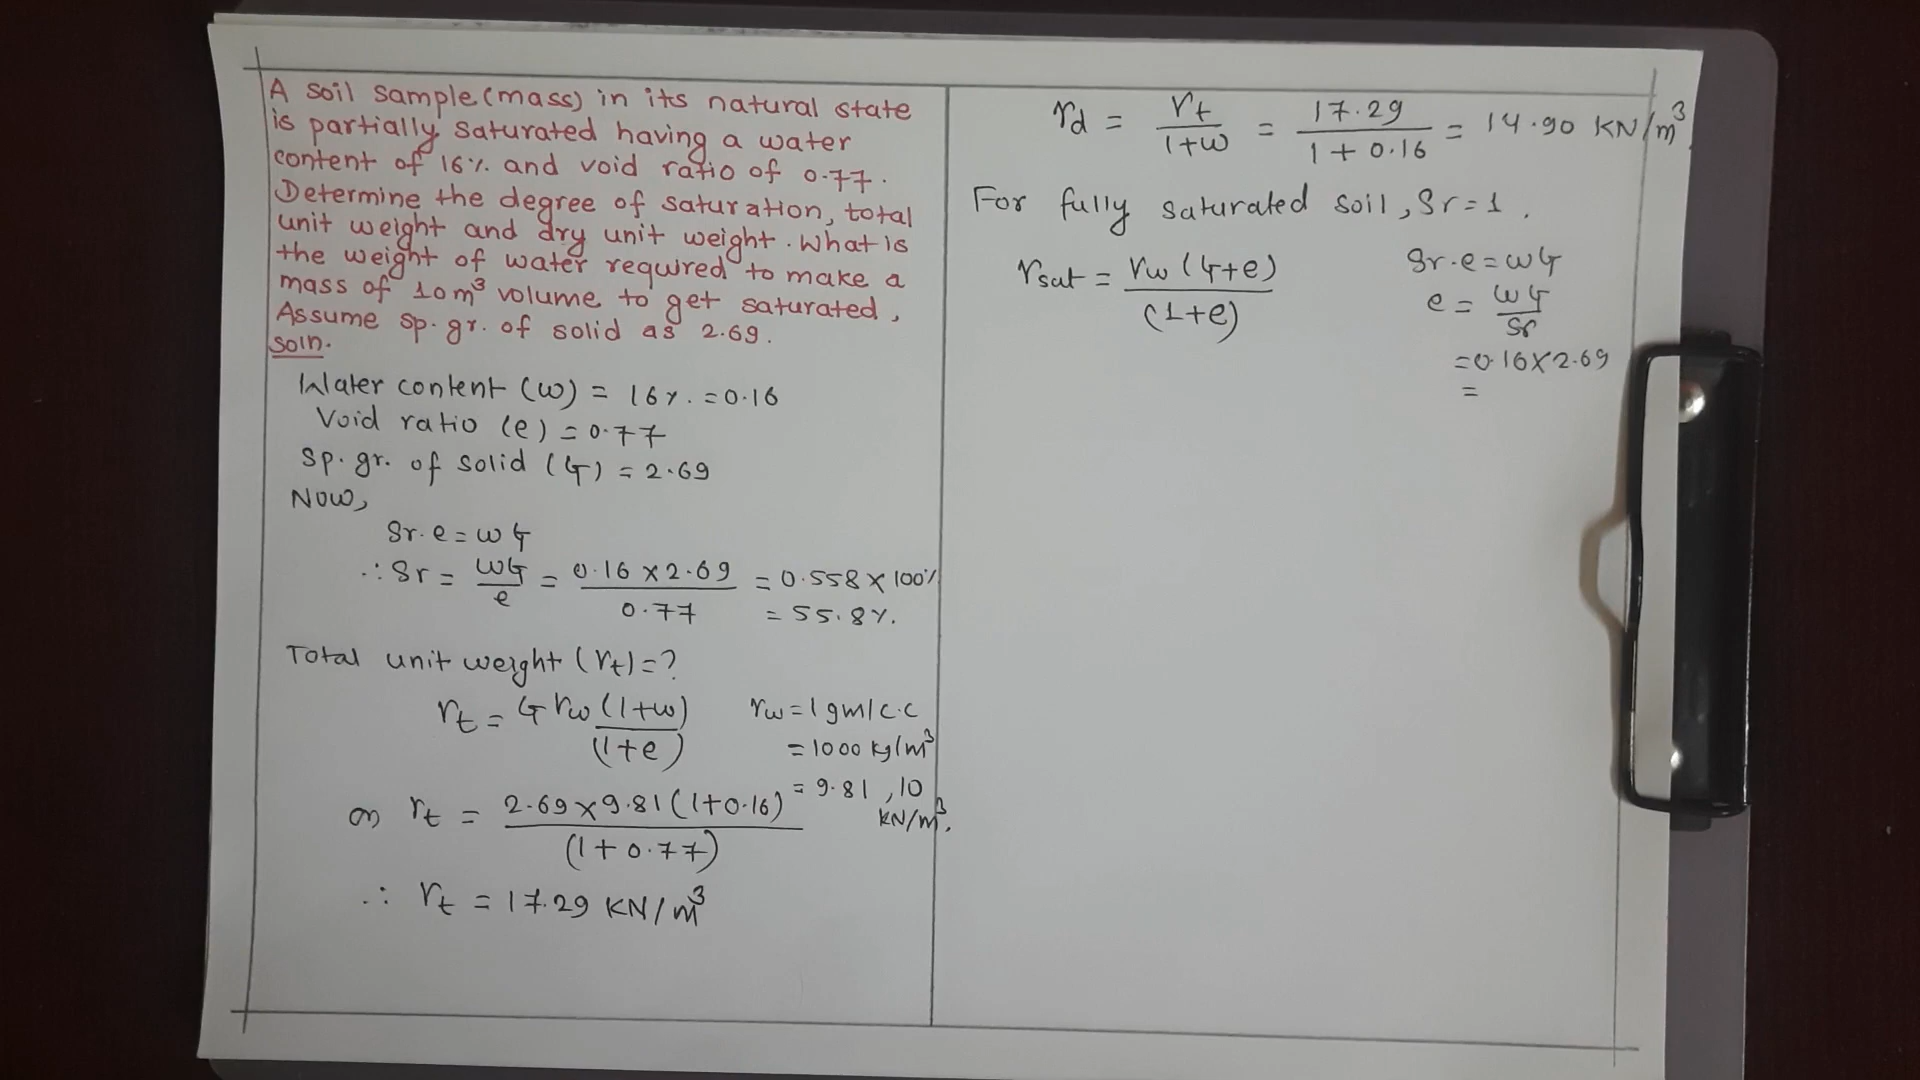 A soil sample (mass) in its natural state
is partially saturated having a water
content of 16% and void ratio of 0.77.
Determine the degree of saturation, total
unit weight and dry unit weight. What is
the weight of water required to make a
mass of 10m³ volume to get saturated,
Assume sp. gr. of solid as 2.69.
soln.
Water content (w) = 16%. = 0.16
Void ratio (e) = 0.77
Sp. gr. of solid (G) = 2.69
Now,
Sr.e = wG
∴ Sr = wG/e = 0.16 × 2.69/0.77 = 0.558 × 100%
= 55.8%.
Total unit weight (γt) = ?
γt = Gγw (1+w)/(1+e)
γw = 1 gm/c.c
= 1000 kg/m³
= 9.81, 10
KN/m³.
or γt = 2.69×9.81(1+0.16)/(1+0.77)
∴ γt = 17.29 KN/m³
γd = γt/1+w = 17.29/1+0.16 = 14.90 KN/m³
For fully saturated soil, Sr=1.
γsat = γw (G+e)/(1+e)
Sr.e = wG
e = wG/Sr
= 0.16×2.69
=